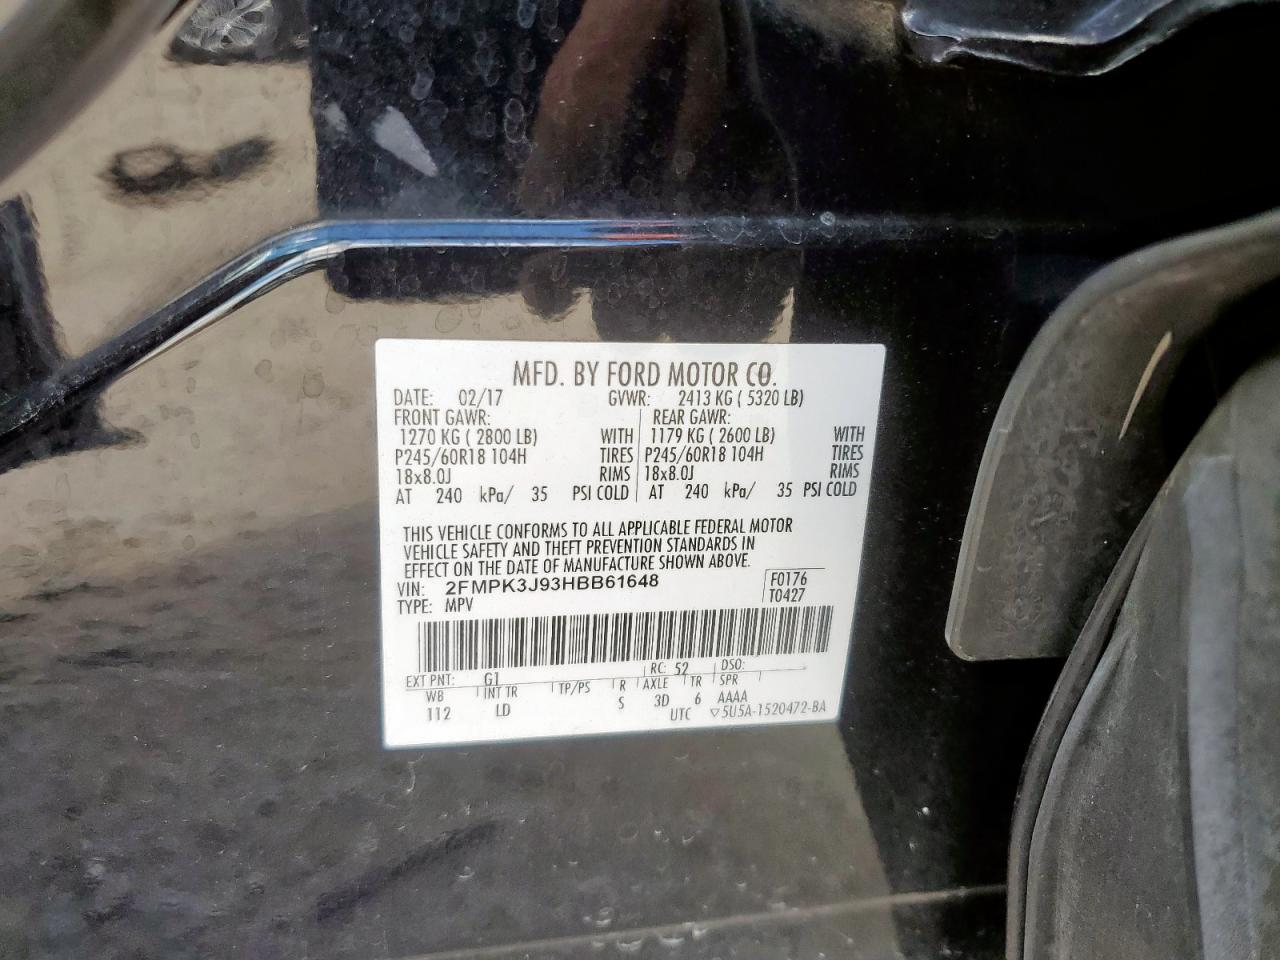 MFD. BY FORD MOTOR CO.
DATE: 02/17 GVWR: 2413 KG ( 5320 LB)
FRONT GAWR: REAR GAWR:
1270 KG ( 2800 LB) WITH 1179 KG ( 2600 LB) WITH
P245/60R18 104H TIRES P245/60R18 104H TIRES
18x8.0J RIMS 18x8.0J RIMS
AT 240 kPa/ 35 PSI COLD AT 240 kPa/ 35 PSI COLD
THIS VEHICLE CONFORMS TO ALL APPLICABLE FEDERAL MOTOR
VEHICLE SAFETY AND THEFT PREVENTION STANDARDS IN
EFFECT ON THE DATE OF MANUFACTURE SHOWN ABOVE.
VIN: 2FMPK3J93HBB61648 F0176
TYPE: MPV T0427
EXT PNT: G1 RC: 52 DSO:
WB INT TR TP/PS R AXLE TR SPR
112 LD S 3D 6 AAAA
UTC ▽5U5A-1520472-BA